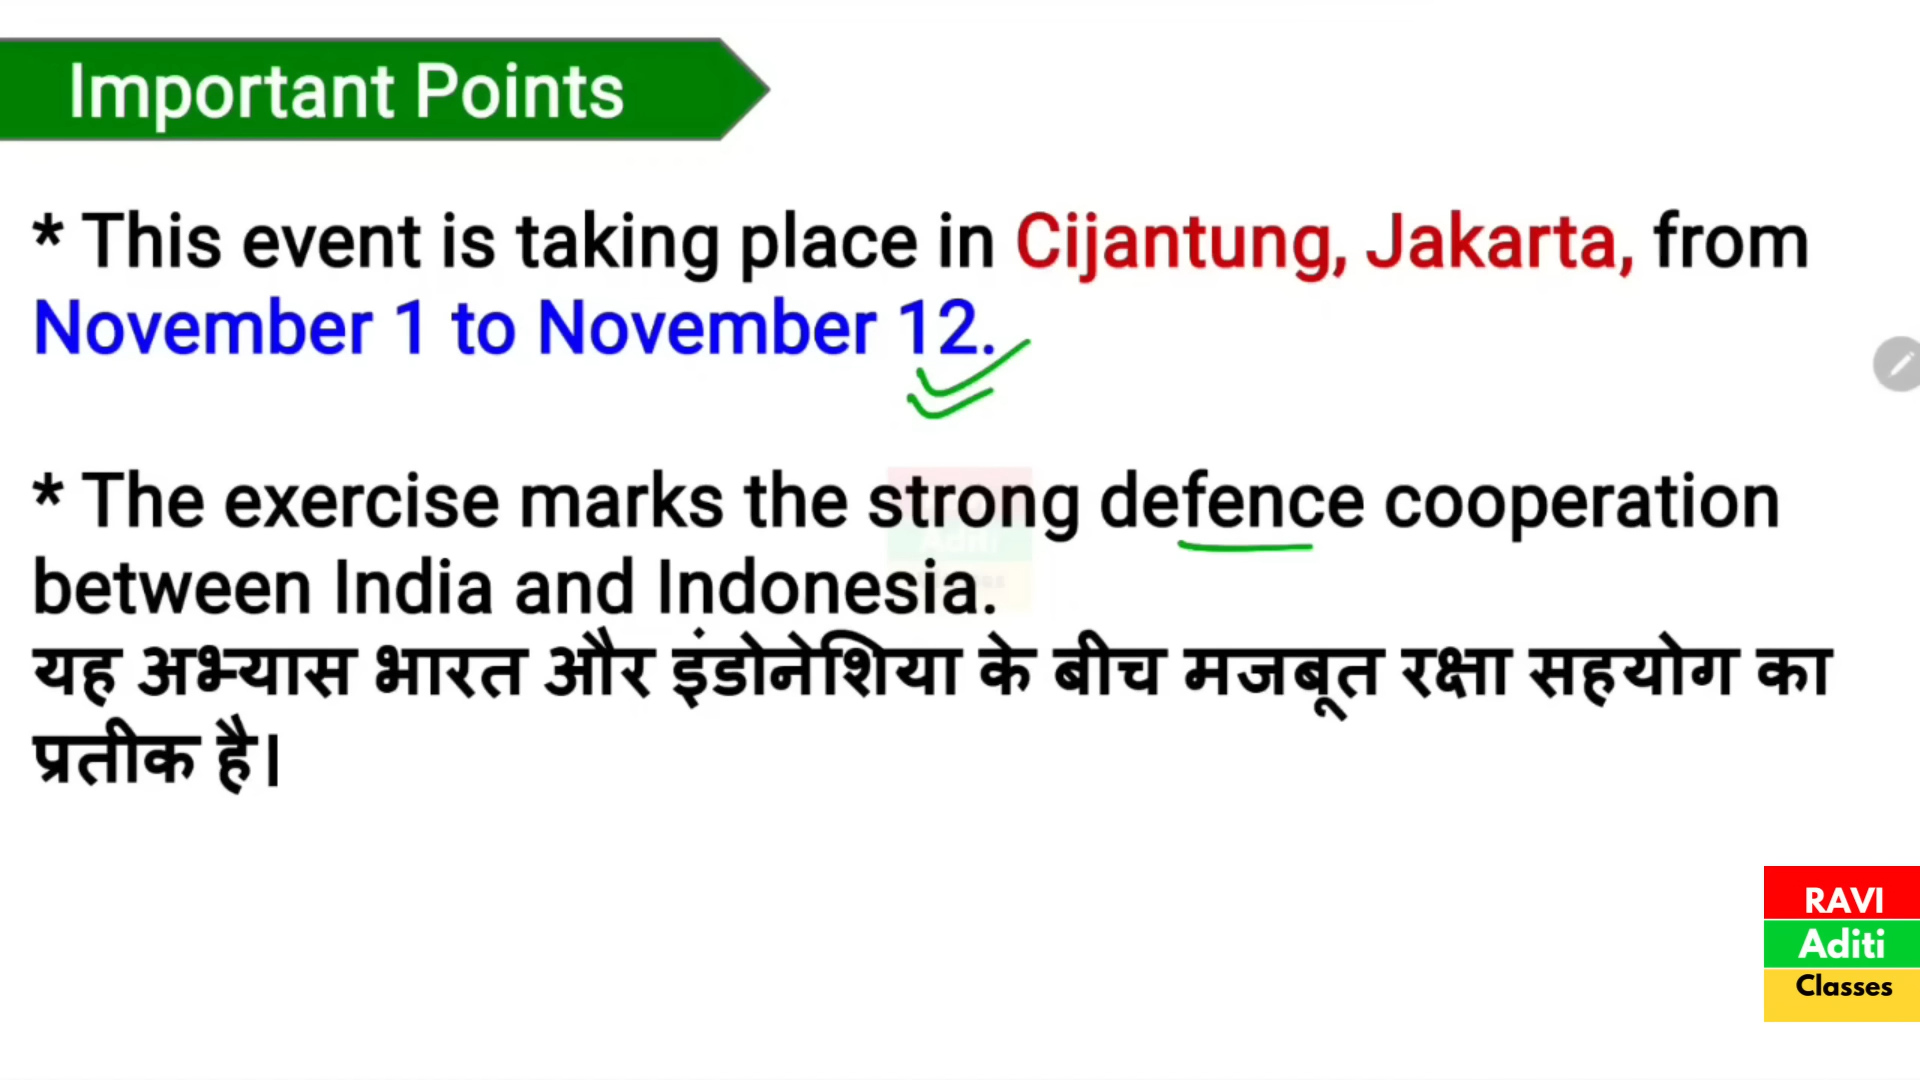 Important Points
* This event is taking place in Cijantung, Jakarta, from
November 1 to November 12.
* The exercise marks the strong defence cooperation
between India and Indonesia.
यह अभ्यास भारत और इंडोनेशिया के बीच मजबूत रक्षा सहयोग का
प्रतीक है।
RAVI
Aditi
Classes